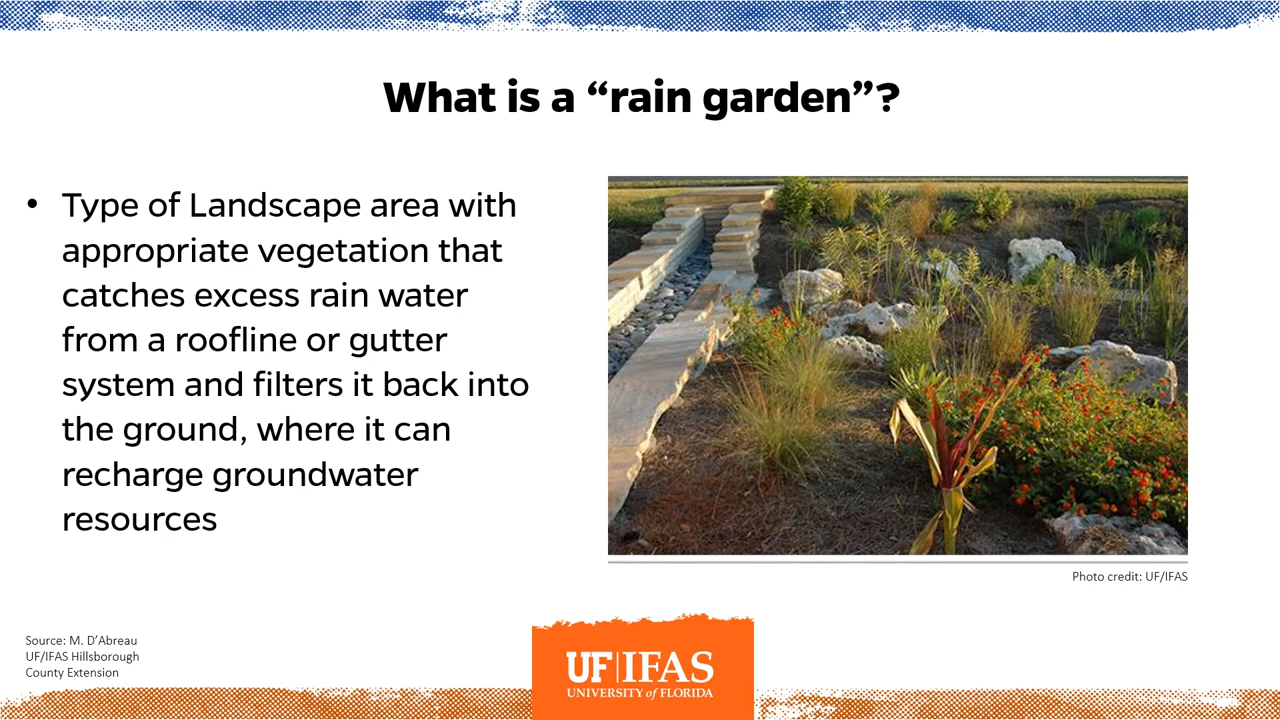 What is a “rain garden”?
• Type of Landscape area with
appropriate vegetation that
catches excess rain water
from a roofline or gutter
system and filters it back into
the ground, where it can
recharge groundwater
resources
Photo credit: UF/IFAS
Source: M. D’Abreau
UF/IFAS Hillsborough
County Extension
UF|IFAS
UNIVERSITY of FLORIDA